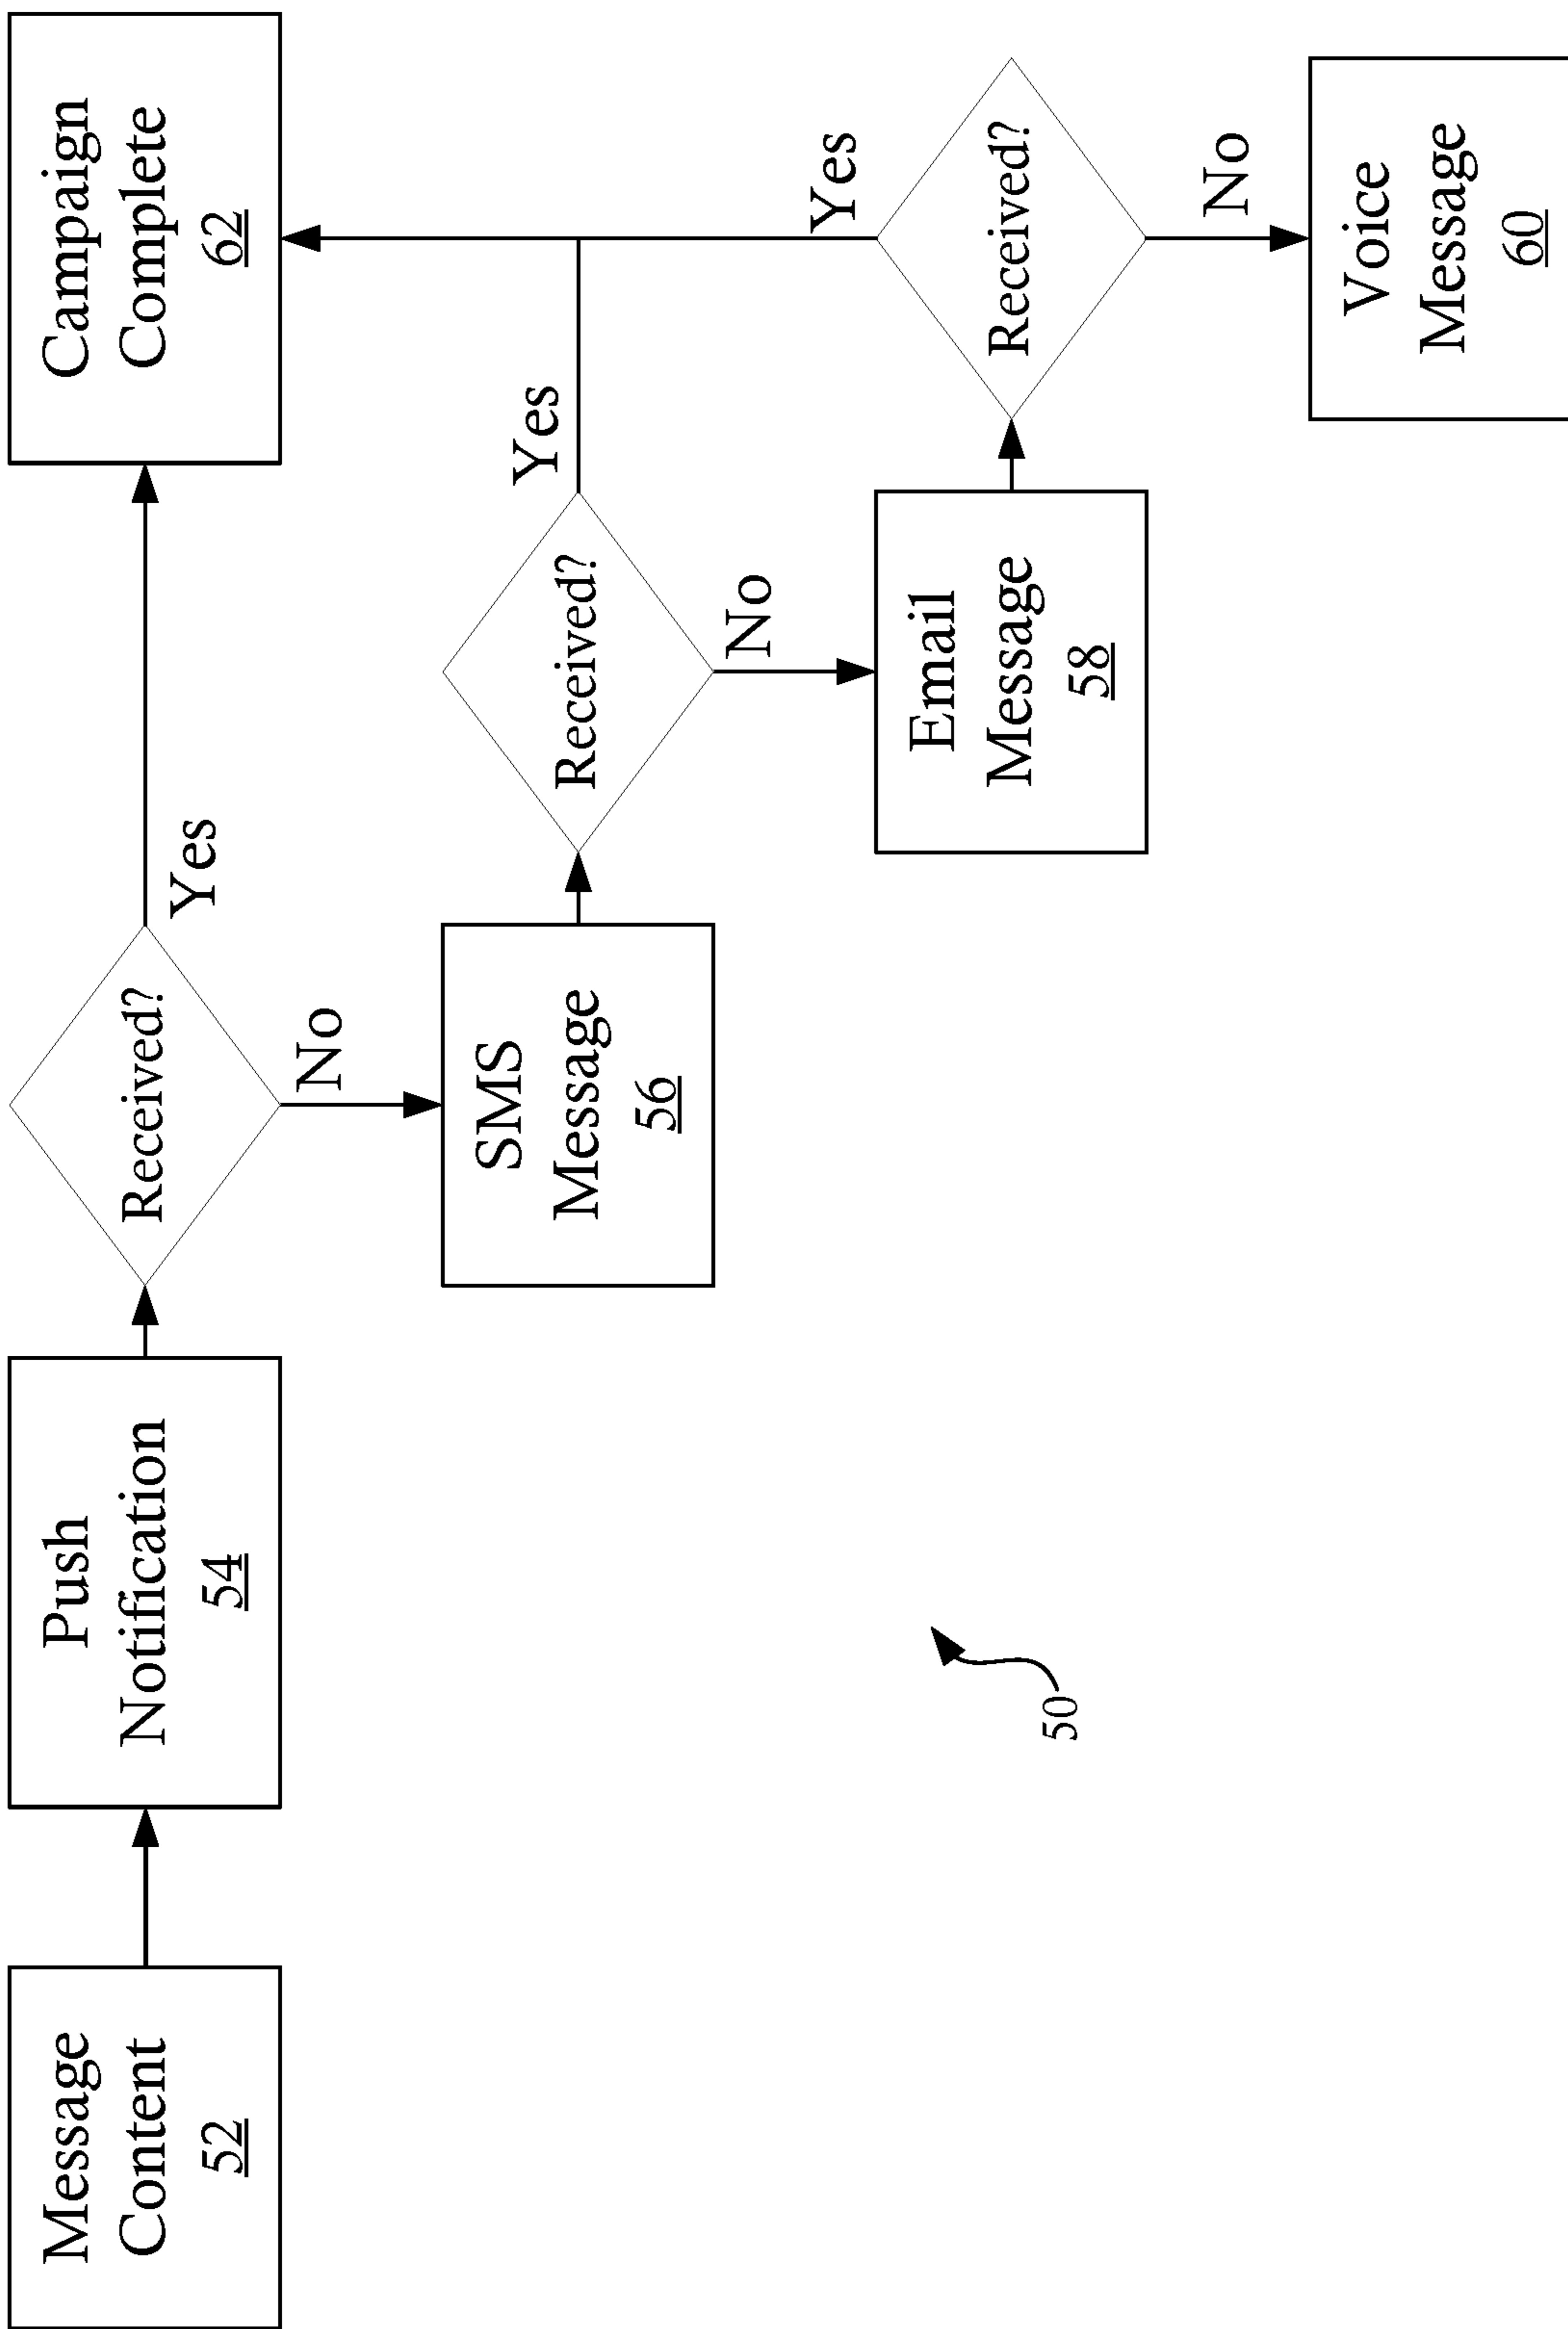 Message
Content
52
Push
Notification
54
Received?
Yes
No
Campaign
Complete
62
SMS
Message
56
Received?
Yes
No
Email
Message
58
Received?
Yes
No
Voice
Message
60
50